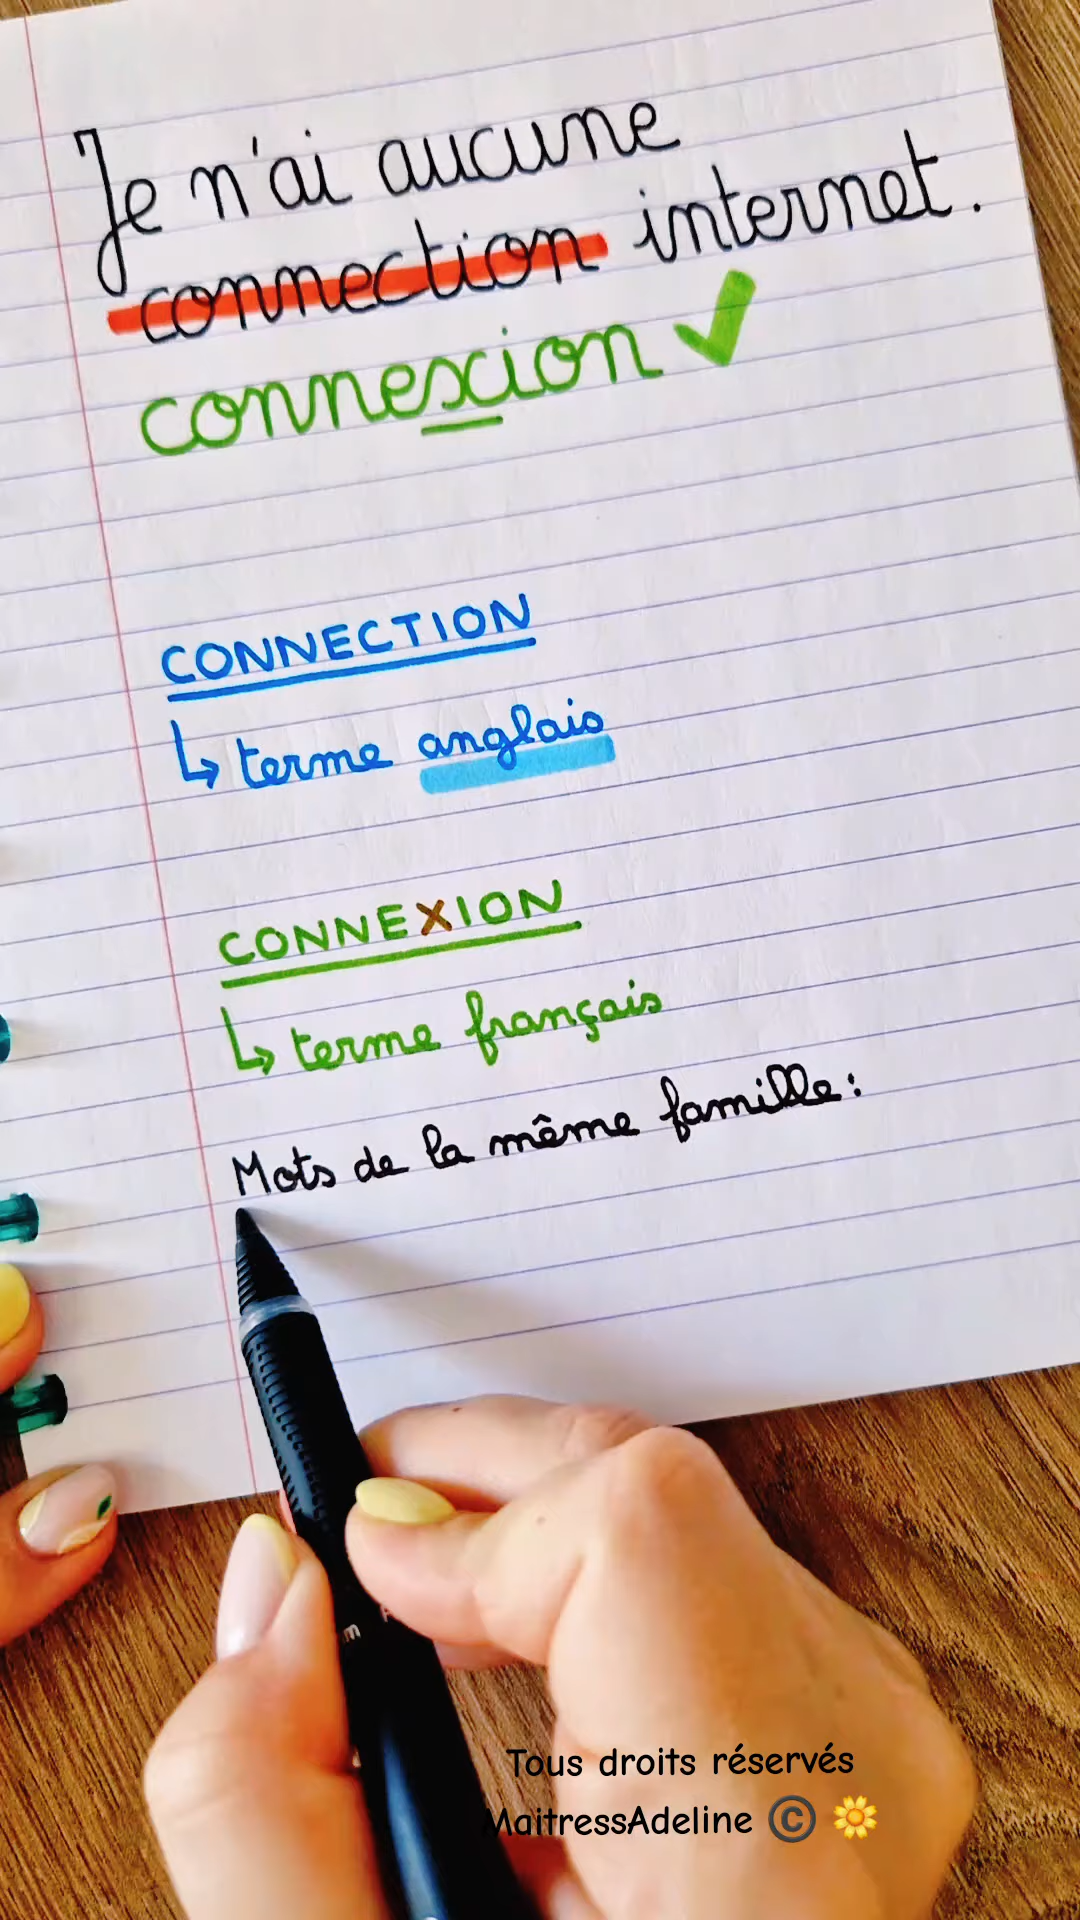 Je n'ai aucune
connection internet.
connexion ✓
CONNECTION
↳ terme anglais
CONNEXION
↳ terme français
Mots de la même famille :
Tous droits réservés
MaitressAdeline © 🌼